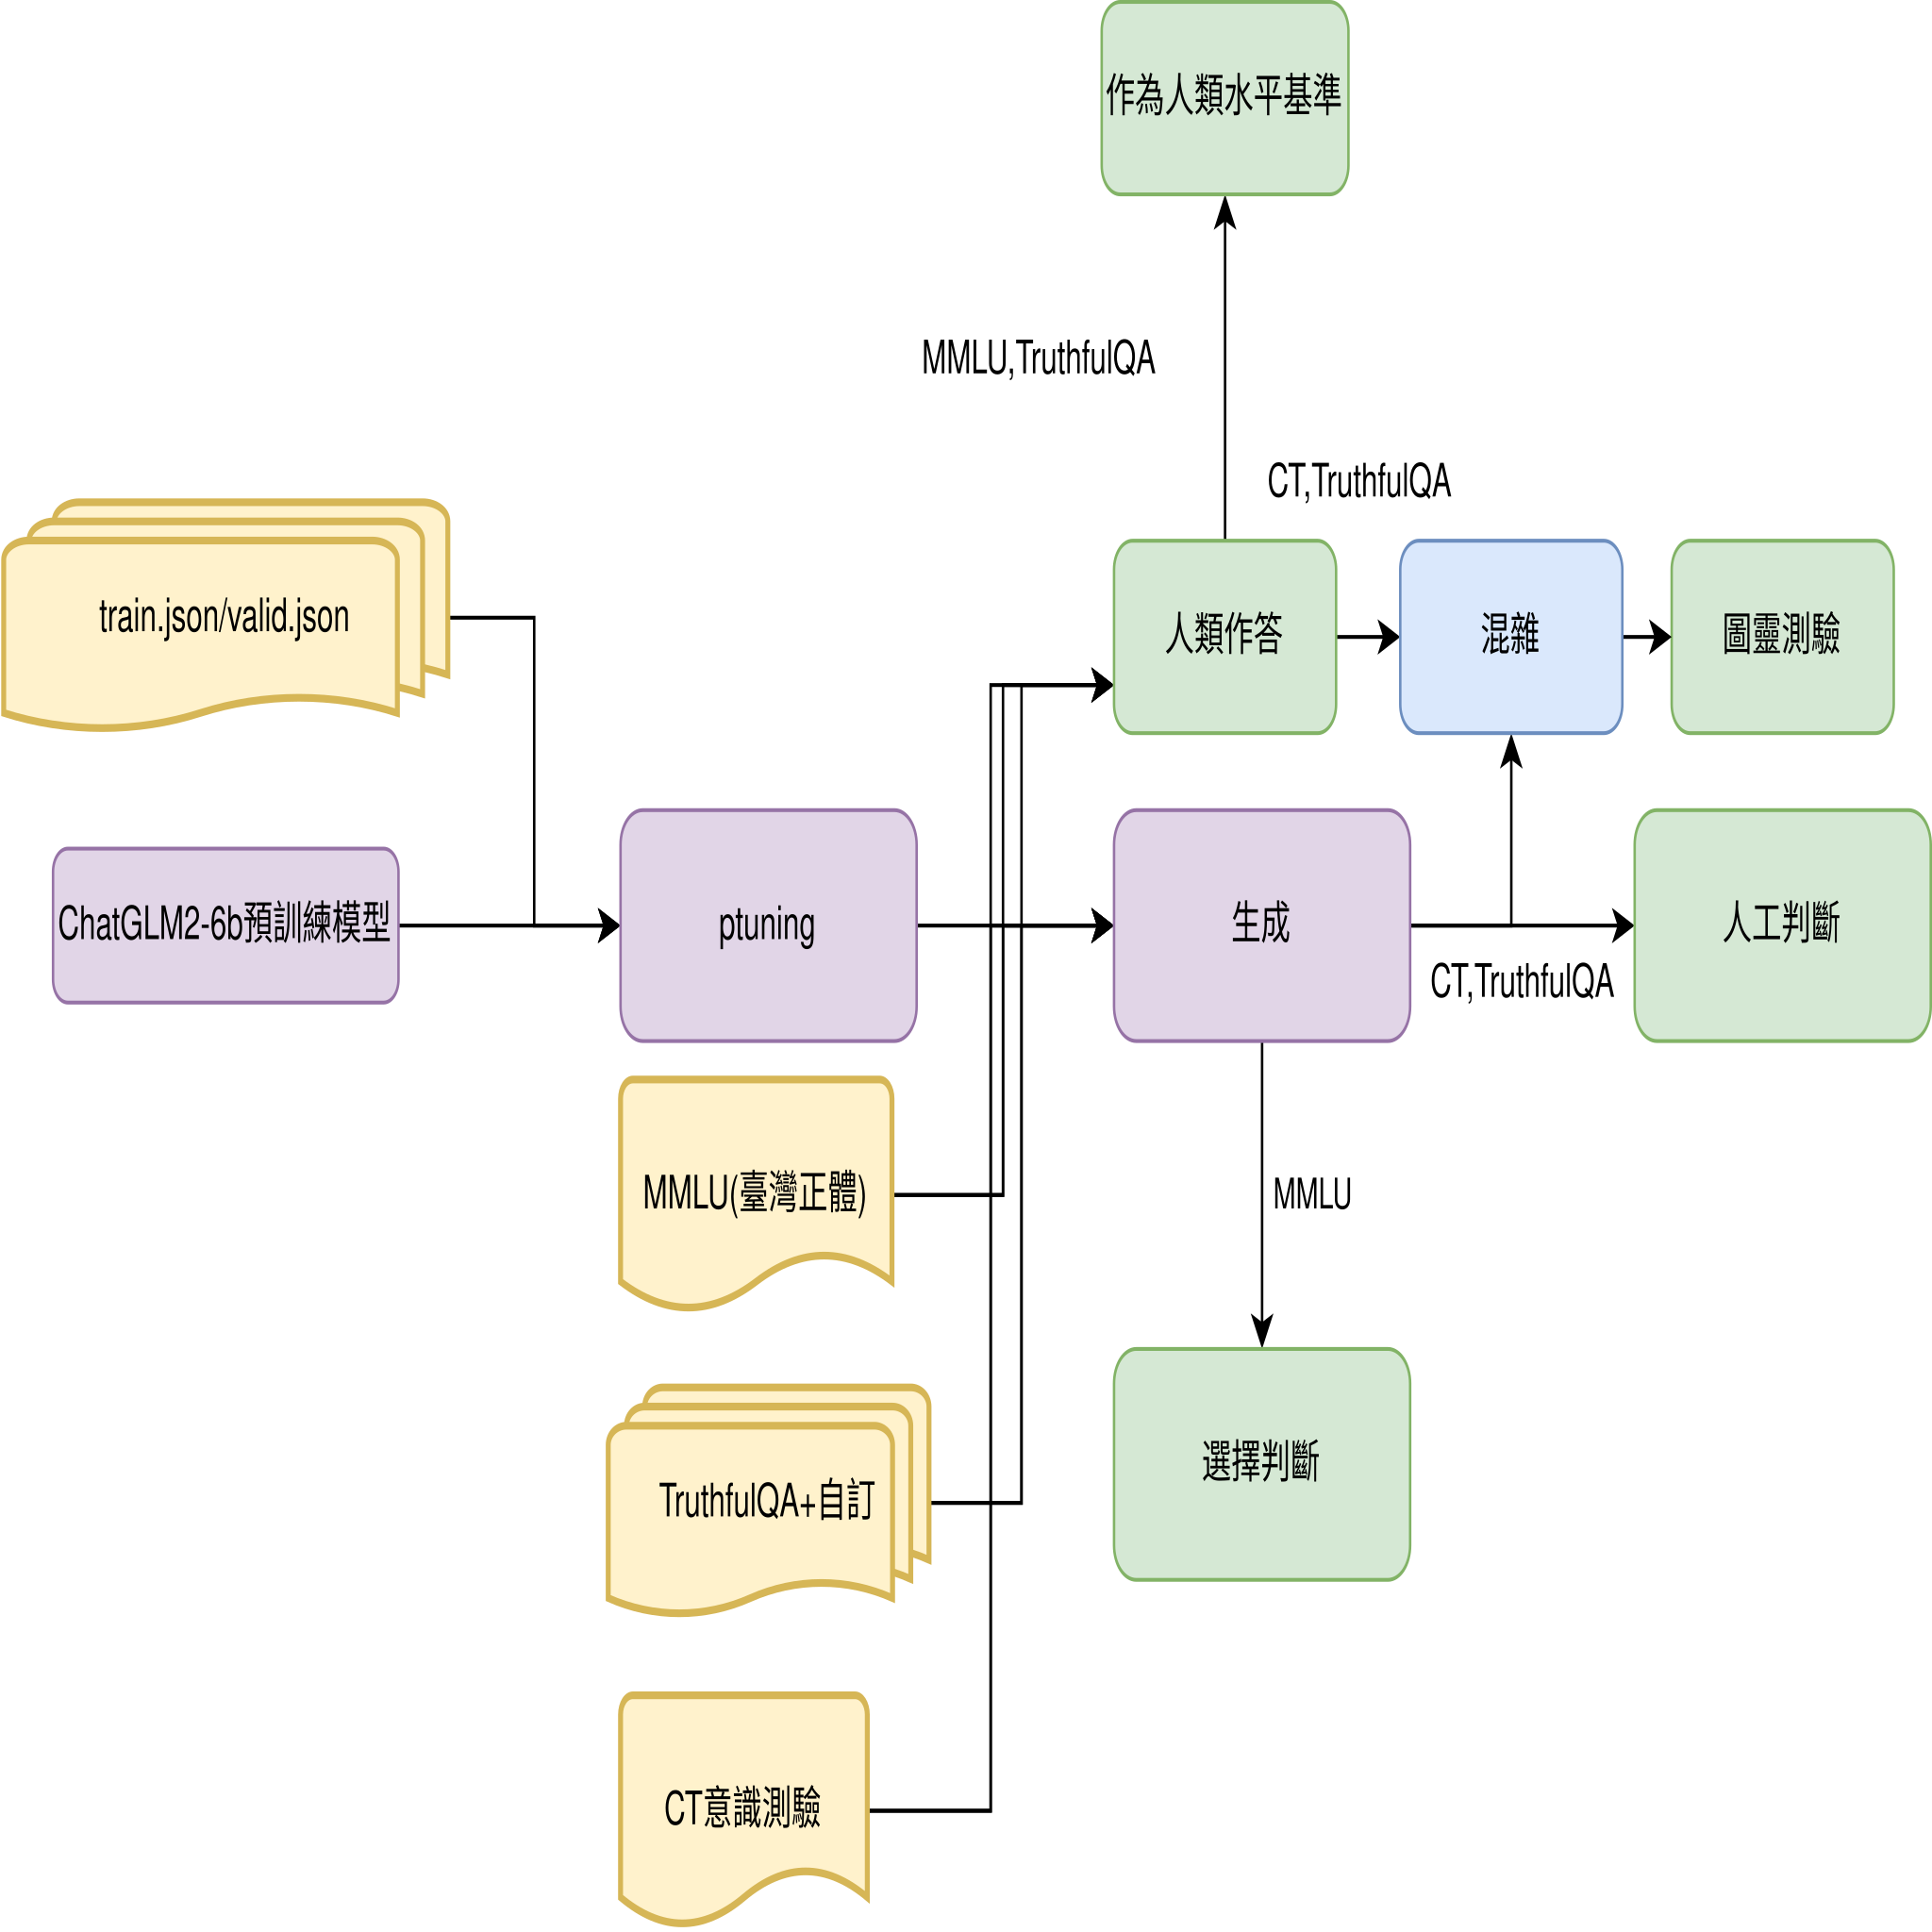 作為人類水平基準
MMLU,TruthfulQA
CT,TruthfulQA
train.json/valid.json
人類作答
混雜
圖靈測驗
ChatGLM2-6b預訓練模型
ptuning
生成
人工判斷
CT,TruthfulQA
MMLU(臺灣正體)
MMLU
TruthfulQA+自訂
選擇判斷
CT意識測驗